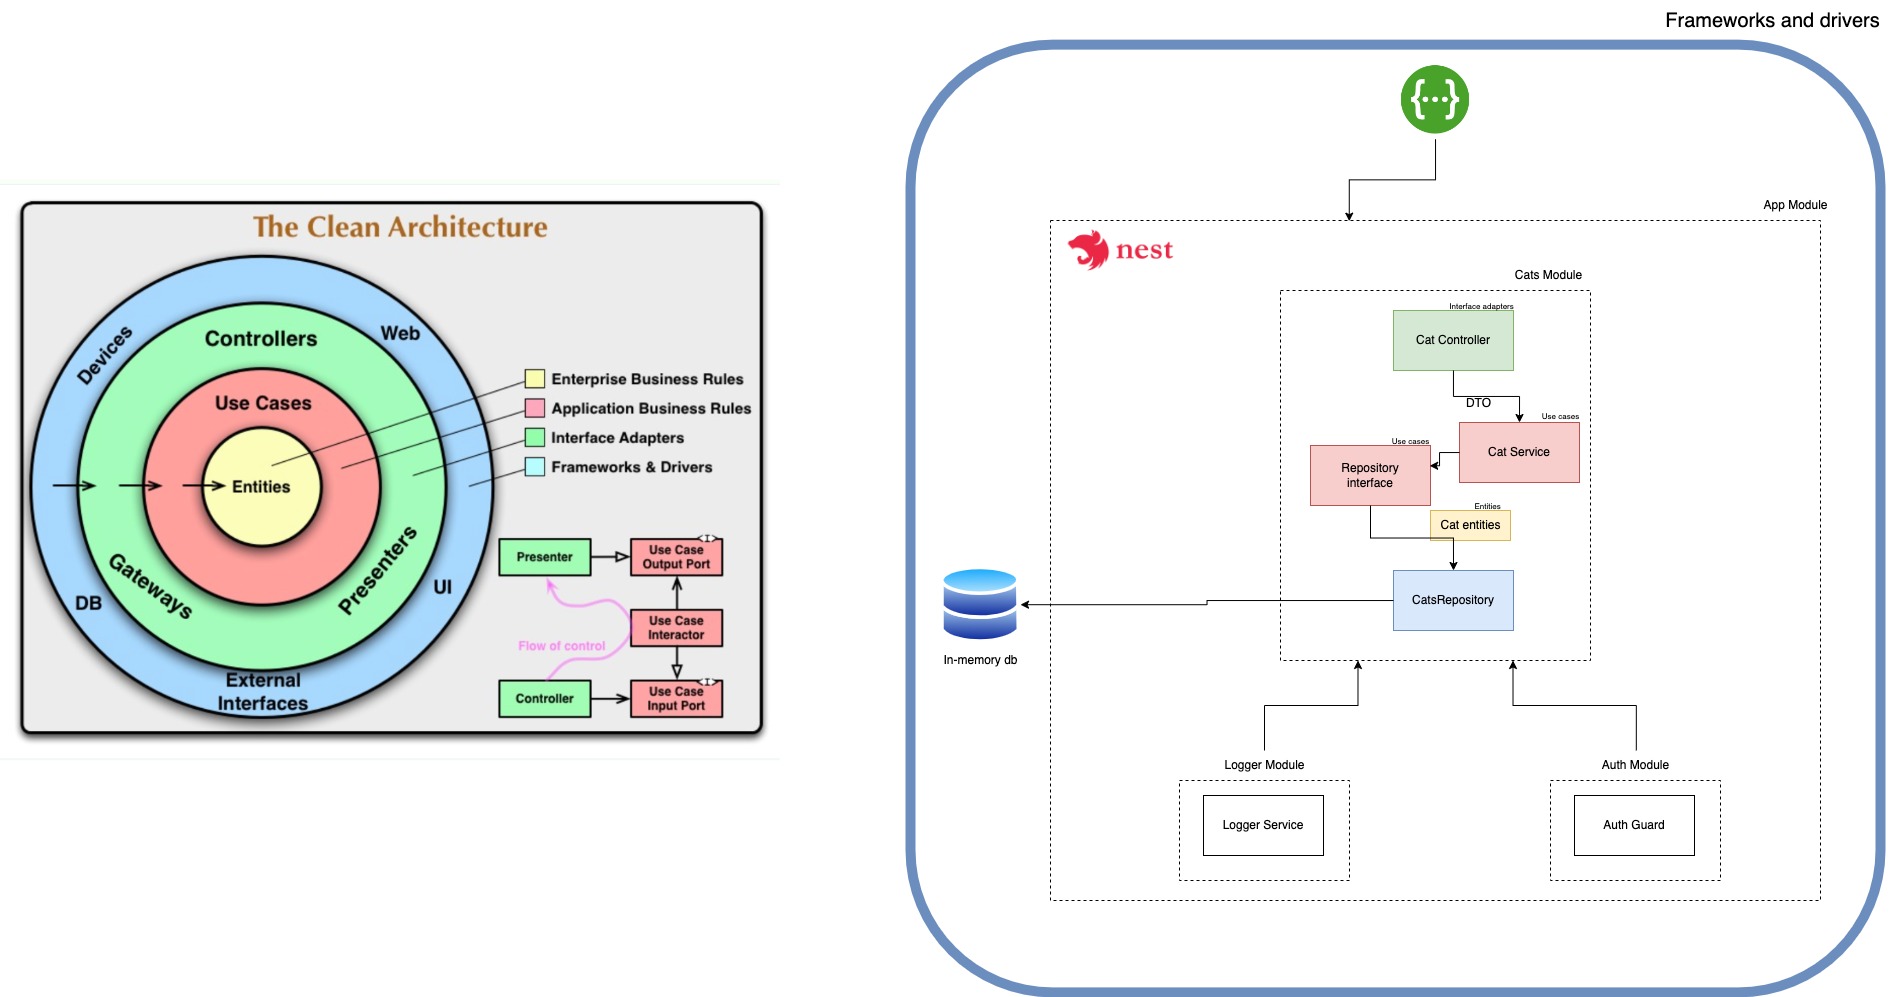 The Clean Architecture
Devices
Web
Controllers
Use Cases
Entities
Gateways
Presenters
DB
UI
External
Interfaces
Enterprise Business Rules
Application Business Rules
Interface Adapters
Frameworks & Drivers
Presenter
<I>
Use Case
Output Port
Flow of control
Use Case
Interactor
Controller
<I>
Use Case
Input Port
Frameworks and drivers
{...}
App Module
nest
Cats Module
Interface adapters
Cat Controller
DTO
Use cases
Cat Service
Use cases
Repository
interface
Entities
Cat entities
CatsRepository
In-memory db
Logger Module
Logger Service
Auth Module
Auth Guard